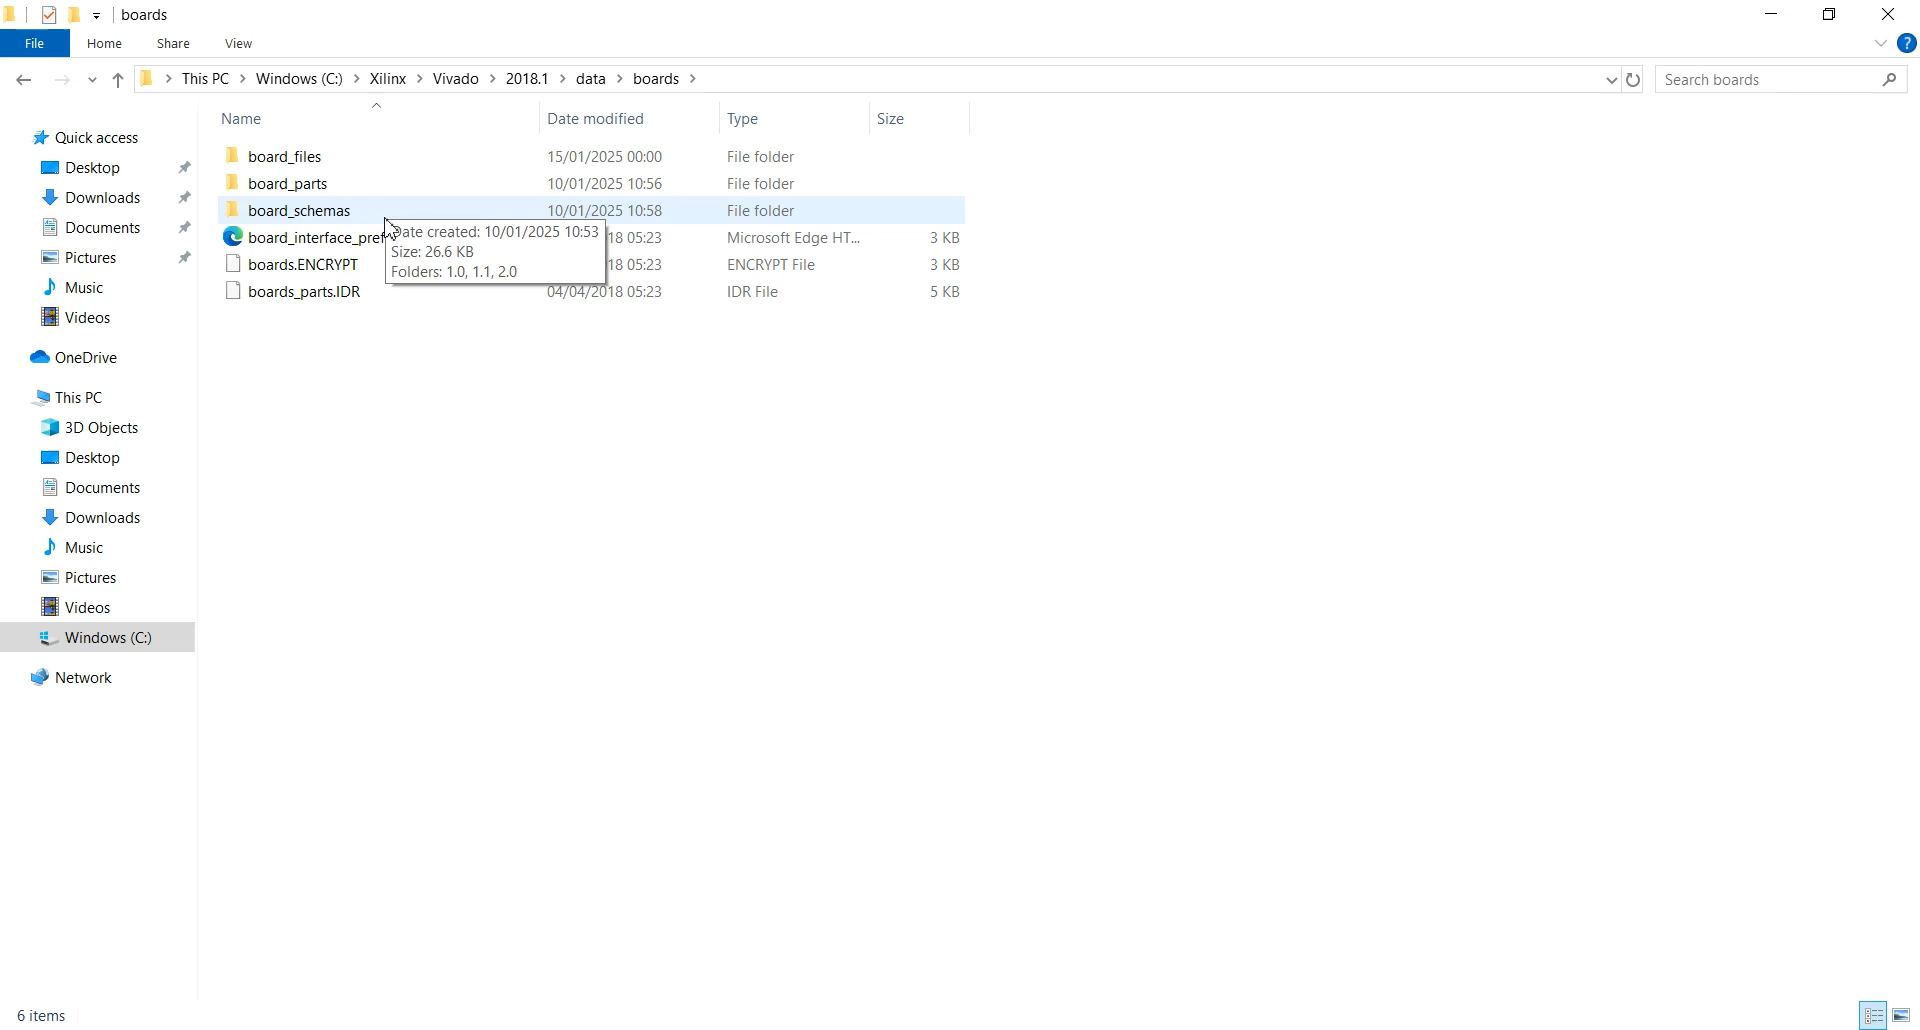 boards
File Home Share View
This PC > Windows (C:) > Xilinx > Vivado > 2018.1 > data > boards >
Search boards
Name Date modified Type Size
Quick access
Desktop
Downloads
Documents
Pictures
Music
Videos
OneDrive
This PC
3D Objects
Desktop
Documents
Downloads
Music
Pictures
Videos
Windows (C:)
Network
board_files 15/01/2025 00:00 File folder
board_parts 10/01/2025 10:56 File folder
board_schemas 10/01/2025 10:58 File folder
board_interface_pref 18 05:23 Microsoft Edge HT... 3 KB
boards.ENCRYPT 18 05:23 ENCRYPT File 3 KB
boards_parts.IDR 04/04/2018 05:23 IDR File 5 KB
Date created: 10/01/2025 10:53
Size: 26.6 KB
Folders: 1.0, 1.1, 2.0
6 items